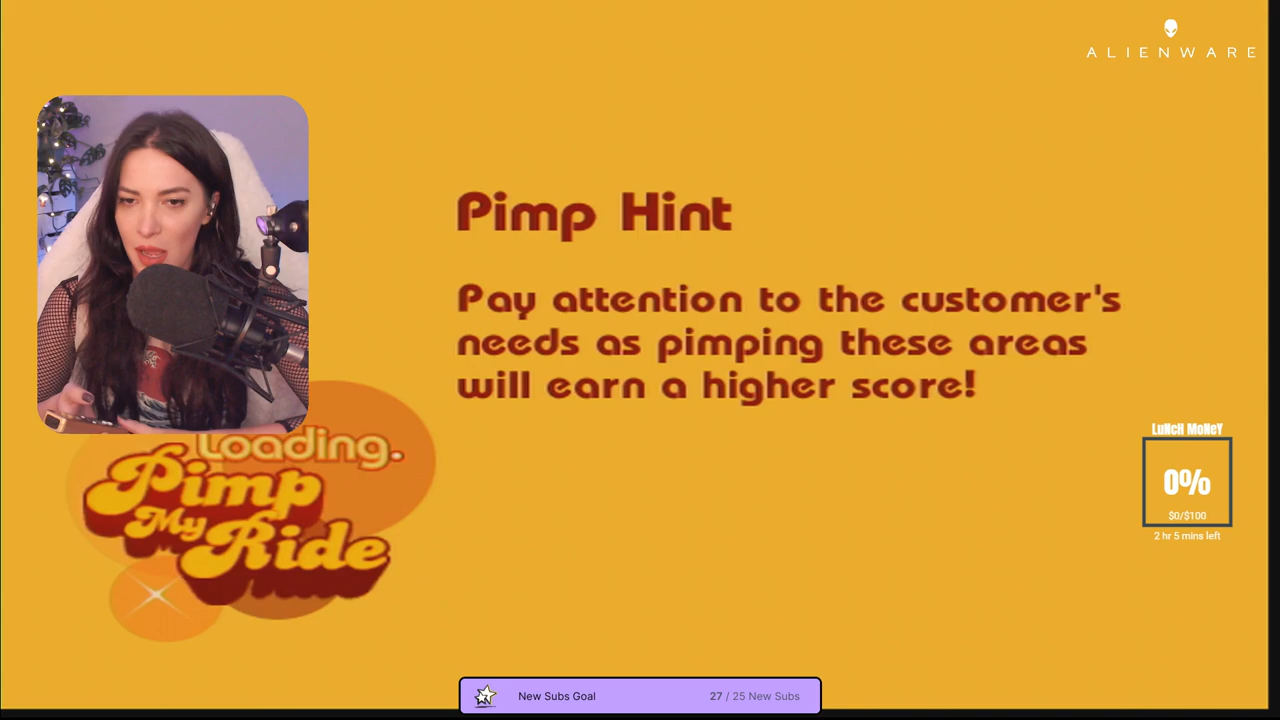 ALIENWARE
Pimp Hint
Pay attention to the customer's
needs as pimping these areas
will earn a higher score!
Loading.
Pimp
My
Ride
LuNcH MoNeY
0%
$0/$100
2 hr 5 mins left
New Subs Goal 27 / 25 New Subs